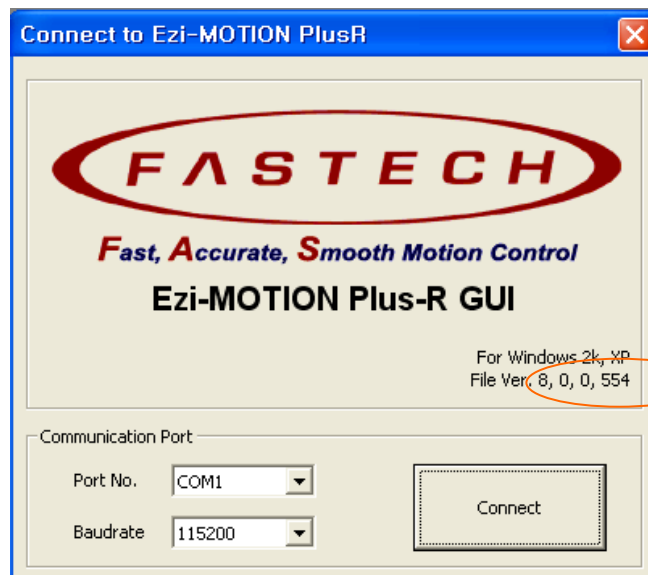 Connect to Ezi-MOTION PlusR
FASTECH
Fast, Accurate, Smooth Motion Control
Ezi-MOTION Plus-R GUI
For Windows 2k, XP
File Ver. 8, 0, 0, 554
Communication Port
Port No. COM1
Connect
Baudrate 115200